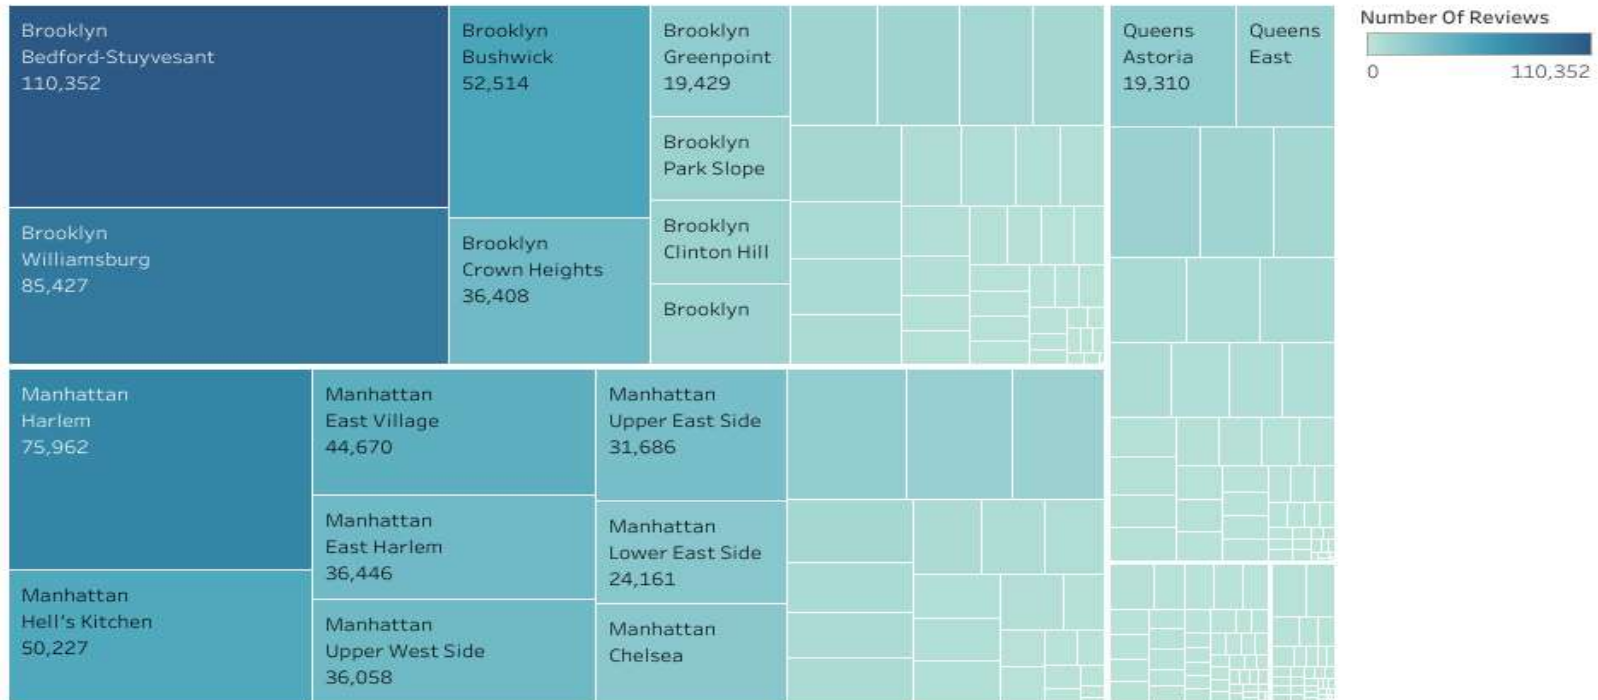 Brooklyn
Bedford-Stuyvesant
110,352
Brooklyn
Bushwick
52,514
Brooklyn
Greenpoint
19,429
Brooklyn
Park Slope
Brooklyn
Clinton Hill
Brooklyn
Brooklyn
Williamsburg
85,427
Brooklyn
Crown Heights
36,408
Queens
Astoria
19,310
Queens
East
Number Of Reviews
0
110,352
Manhattan
Harlem
75,962
Manhattan
Hell's Kitchen
50,227
Manhattan
East Village
44,670
Manhattan
East Harlem
36,446
Manhattan
Upper West Side
36,058
Manhattan
Upper East Side
31,686
Manhattan
Lower East Side
24,161
Manhattan
Chelsea